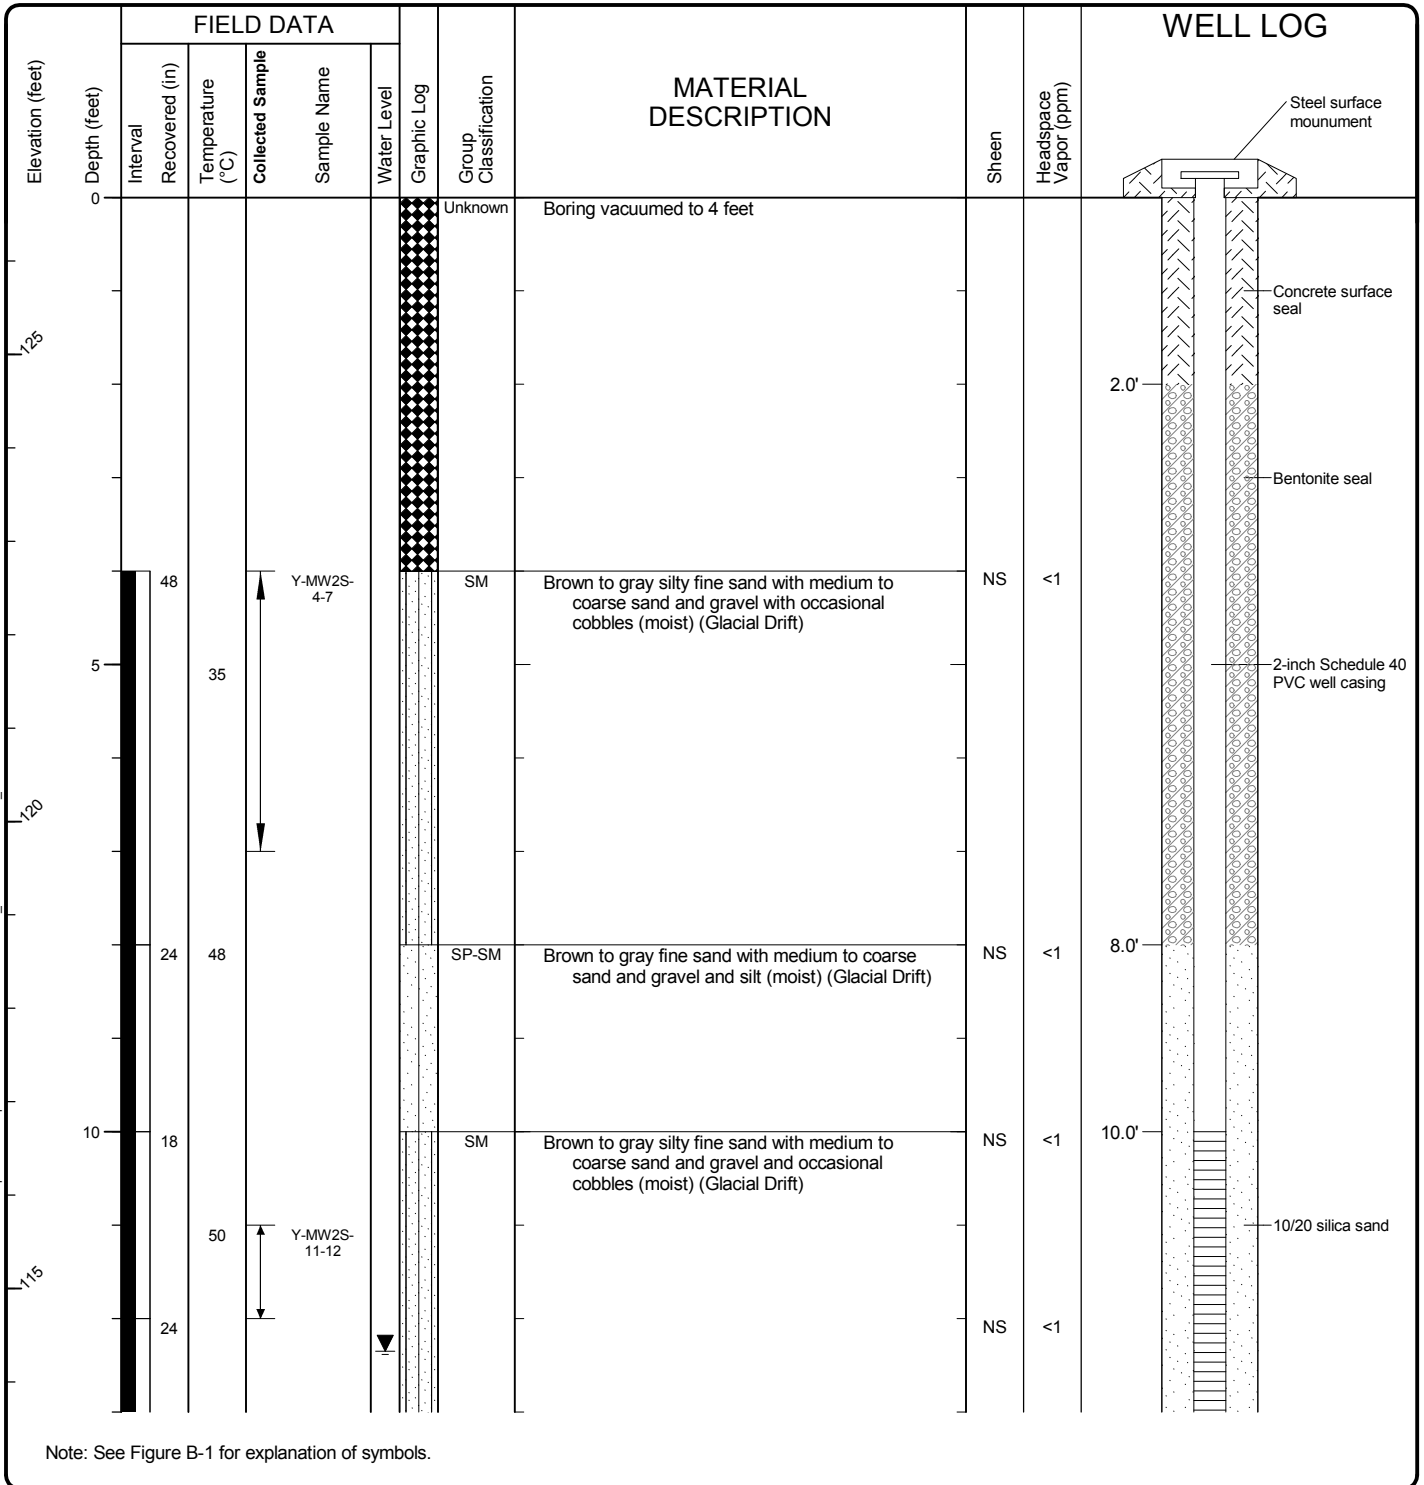 FIELD DATA
WELL LOG
Elevation (feet)
Depth (feet)
Interval
Recovered (in)
Temperature
(°C)
Collected Sample
Sample Name
Water Level
Graphic Log
Group
Classification
MATERIAL
DESCRIPTION
Sheen
Headspace
Vapor (ppm)
Steel surface
mounument
0
Unknown
Boring vacuumed to 4 feet
Concrete surface
seal
125
2.0'
Bentonite seal
48
Y-MW2S-
4-7
SM
Brown to gray silty fine sand with medium to
coarse sand and gravel with occasional
cobbles (moist) (Glacial Drift)
NS
<1
5
35
2-inch Schedule 40
PVC well casing
120
24
48
SP-SM
Brown to gray fine sand with medium to coarse
sand and gravel and silt (moist) (Glacial Drift)
NS
<1
8.0'
10
18
SM
Brown to gray silty fine sand with medium to
coarse sand and gravel and occasional
cobbles (moist) (Glacial Drift)
NS
<1
10.0'
50
Y-MW2S-
11-12
10/20 silica sand
115
24
NS
<1
Note: See Figure B-1 for explanation of symbols.